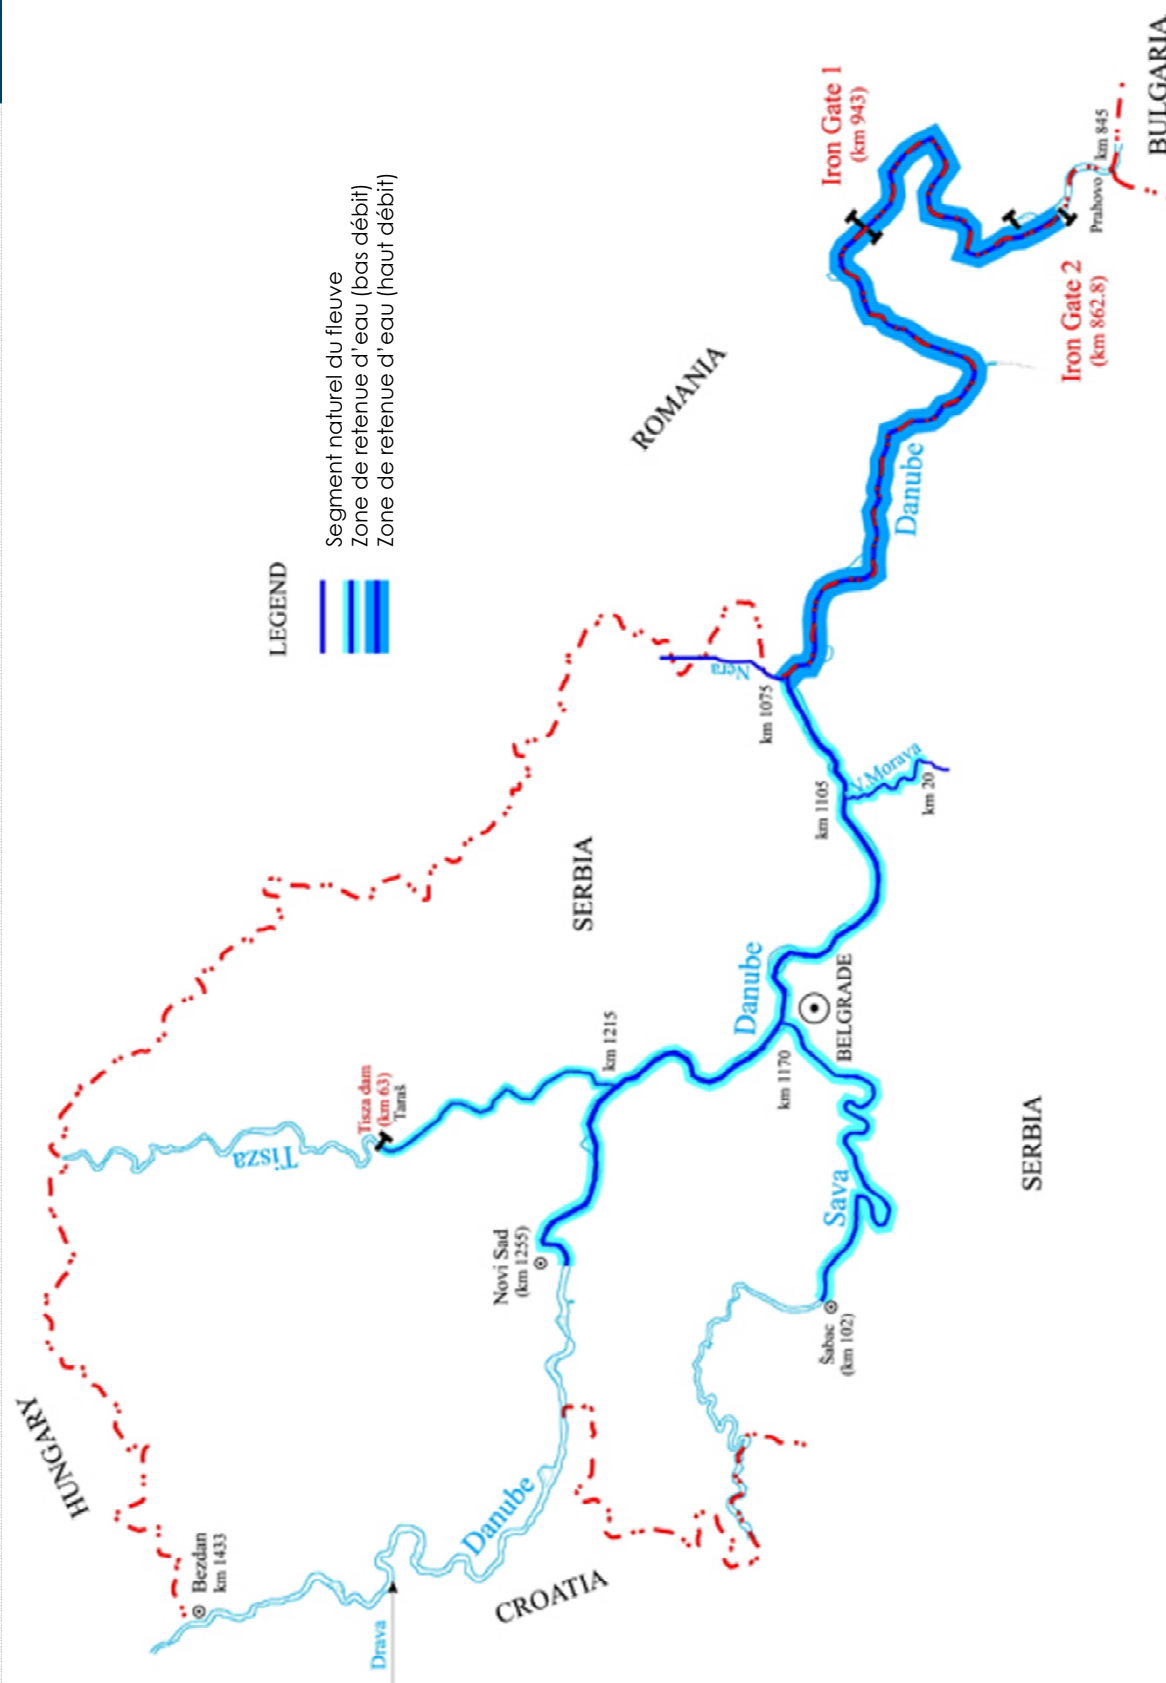 LEGEND
Segment naturel du fleuve
Zone de retenue d'eau (bas débit)
Zone de retenue d'eau (haut débit)
HUNGARY
Bezdan
km 1433
Drava
Danube
CROATIA
Tisza
Tisza dam
(km 63)
Taraš
Novi Sad
(km 1255)
km 1215
Šabac
(km 102)
Sava
SERBIA
km 1170
BELGRADE
Danube
SERBIA
km 1105
V.Morava
km 20
km 1075
Nera
ROMANIA
Danube
Iron Gate 1
(km 943)
Iron Gate 2
(km 862.8)
Prahovo
km 845
BULGARIA